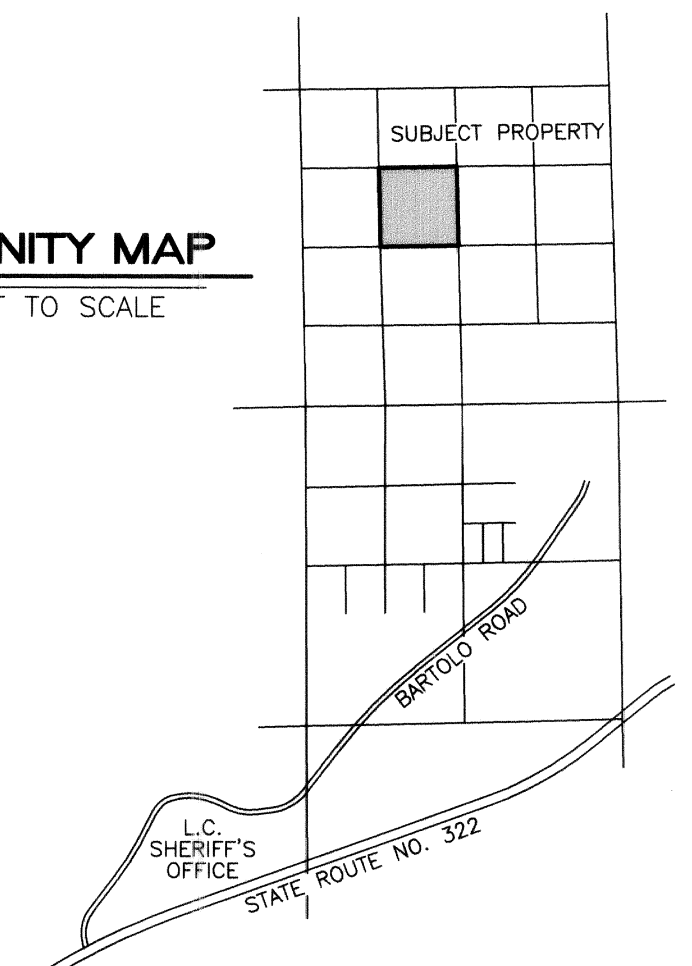 SUBJECT PROPERTY
NITY MAP
TO SCALE
BARTOLO ROAD
L.C.
SHERIFF'S
OFFICE
STATE ROUTE NO. 322